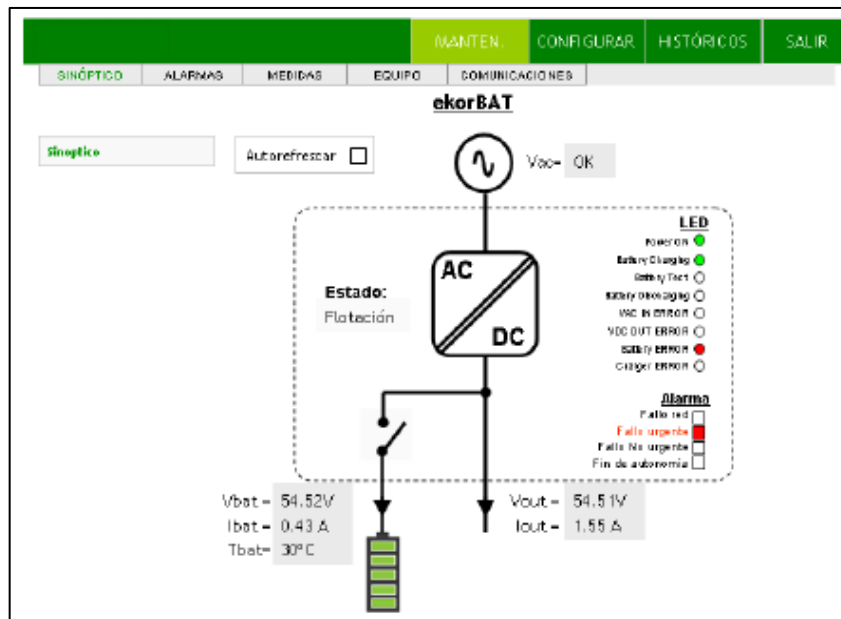 MANTEN. CONFIGURAR HISTÓRICOS SALIR
SINÓPTICO ALARMAS MEDIDAS EQUIPO COMUNICACIONES
ekorBAT
Sinoptico
Autorefrescar
Vac= OK
LED
Power ON
Battery Charging
Battery Test
Battery Discharging
VAC IN ERROR
VDC OUT ERROR
Battery ERROR
Charger ERROR
AC
DC
Estado:
Flotación
Alarma
Fallo red
Fallo urgente
Fallo No urgente
Fin de autonomia
Vbat = 54.52V
Ibat = 0.43 A
Tbat= 30ºC
Vout = 54.51V
Iout = 1.55 A